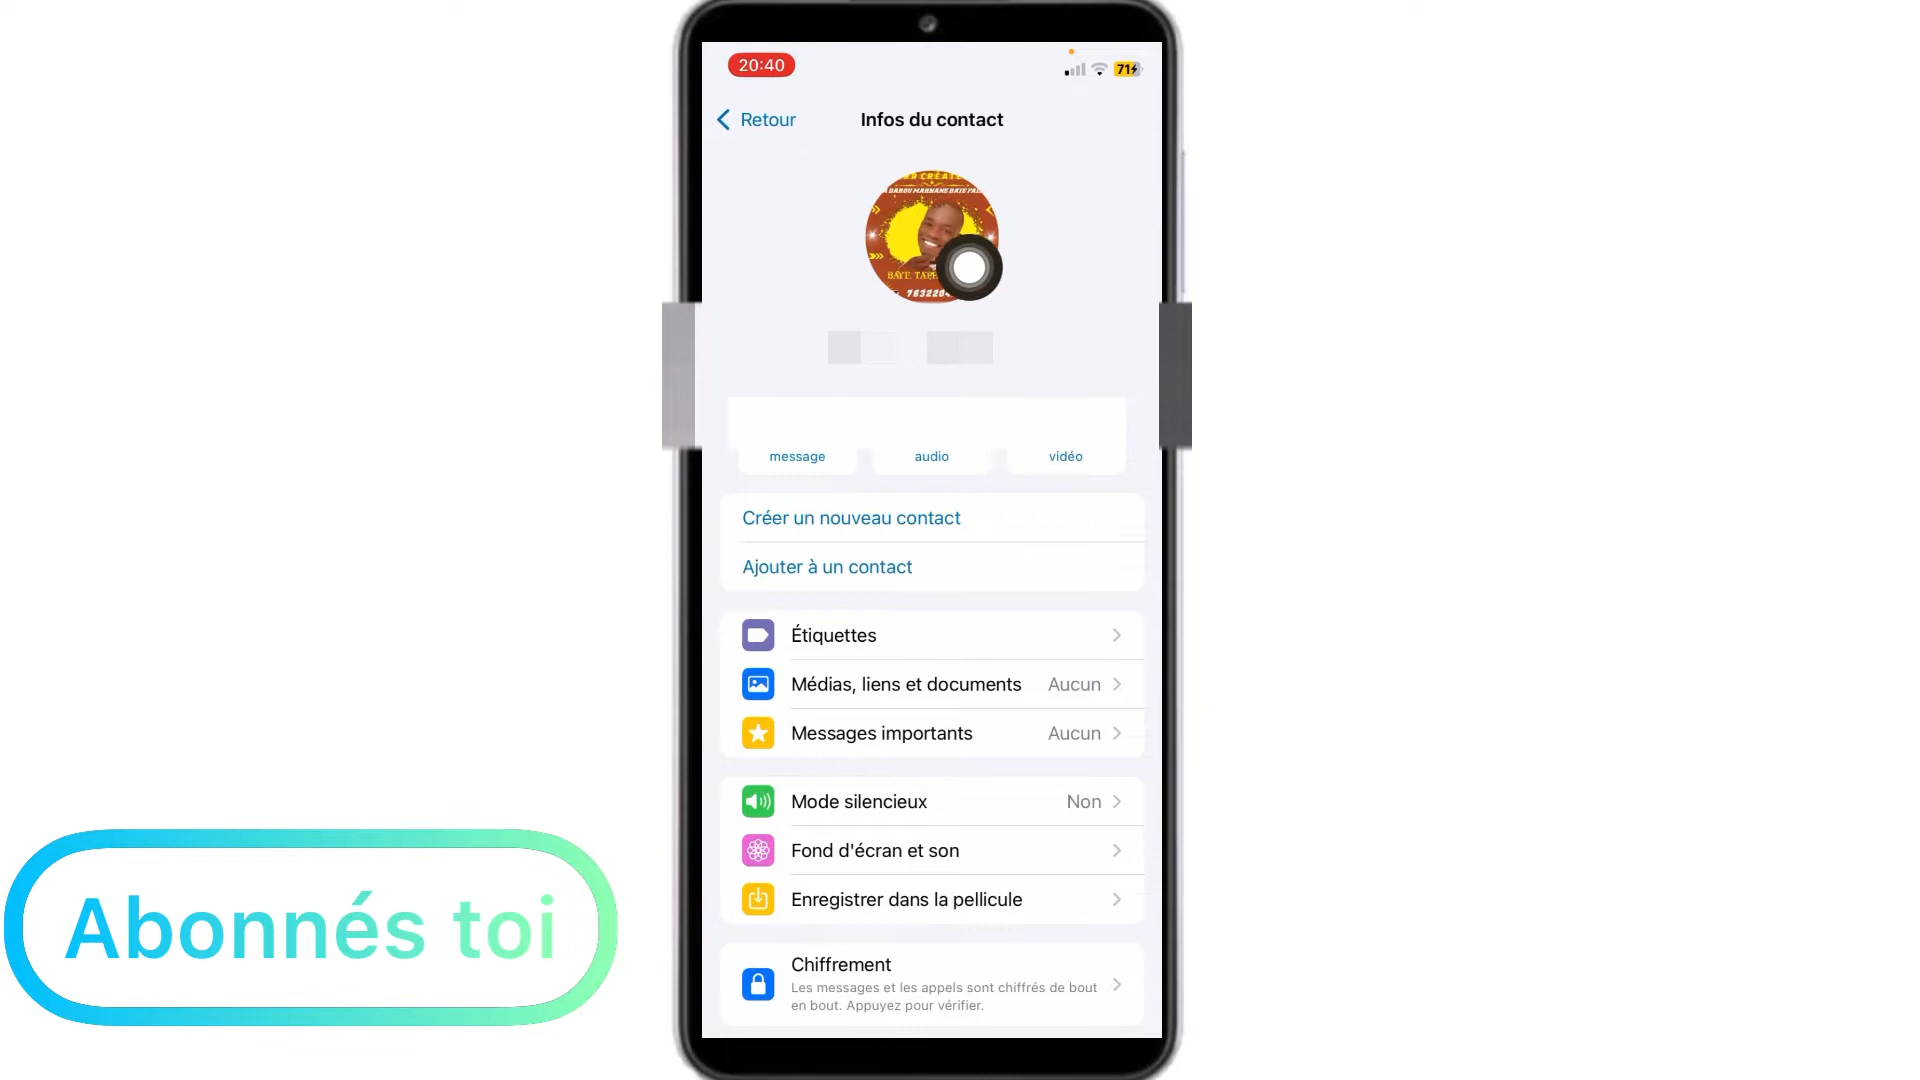 20:40
71
Retour
Infos du contact
BAYE
message
audio
vidéo
Créer un nouveau contact
Ajouter à un contact
Étiquettes
Médias, liens et documents Aucun
Messages importants Aucun
Mode silencieux Non
Fond d'écran et son
Enregistrer dans la pellicule
Chiffrement
Les messages et les appels sont chiffrés de bout
en bout. Appuyez pour vérifier.
Abonnés toi